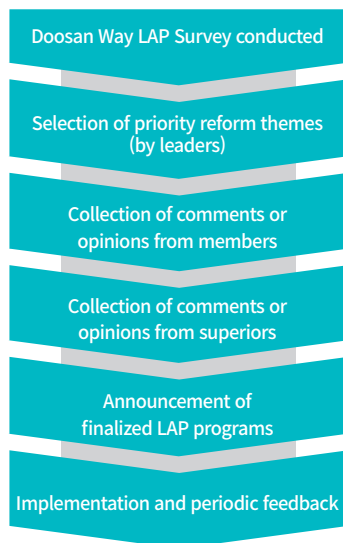 Doosan Way LAP Survey conducted
Selection of priority reform themes
(by leaders)
Collection of comments or
opinions from members
Collection of comments or
opinions from superiors
Announcement of
finalized LAP programs
Implementation and periodic feedback